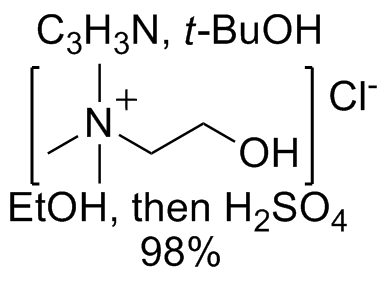 C₃H₃N, t-BuOH
N⁺
OH
Cl⁻
EtOH, then H₂SO₄
98%